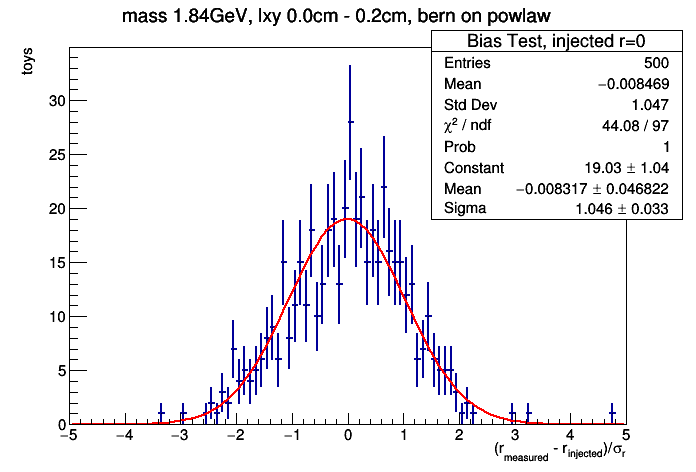 mass 1.84GeV, lxy 0.0cm - 0.2cm, bern on powlaw
toys
Bias Test, injected r=0
Entries 500
Mean −0.008469
Std Dev 1.047
χ² / ndf 44.08 / 97
Prob 1
Constant 19.03 ± 1.04
Mean −0.008317 ± 0.046822
Sigma 1.046 ± 0.033
30
25
20
15
10
5
0
−5 −4 −3 −2 −1 0 1 2 3 4 5
(r_measured - r_injected)/σ_r